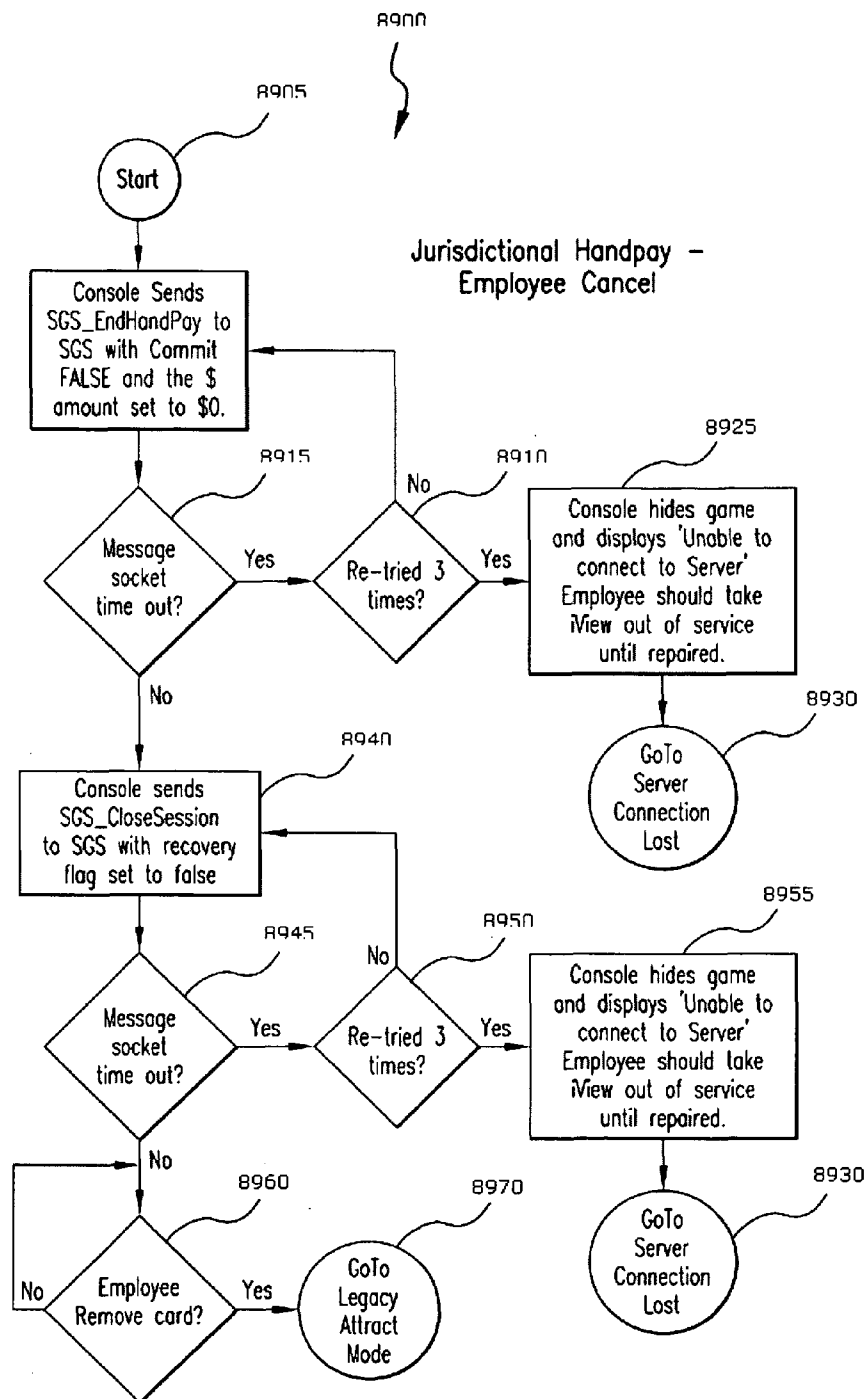 8900
8905
Start
Jurisdictional Handpay –
Employee Cancel
Console Sends
SGS_EndHandPay to
SGS with Commit
FALSE and the $
amount set to $0.
8915
Message
socket
time out?
Yes
No
8910
Re-tried 3
times?
No
Yes
8925
Console hides game
and displays 'Unable to
connect to Server'
Employee should take
iView out of service
until repaired.
8930
GoTo
Server
Connection
Lost
8940
Console sends
SGS_CloseSession
to SGS with recovery
flag set to false
8945
Message
socket
time out?
Yes
No
8950
Re-tried 3
times?
No
Yes
8955
Console hides game
and displays 'Unable to
connect to Server'
Employee should take
iView out of service
until repaired.
8930
GoTo
Server
Connection
Lost
8960
Employee
Remove card?
No
Yes
8970
GoTo
Legacy
Attract
Mode